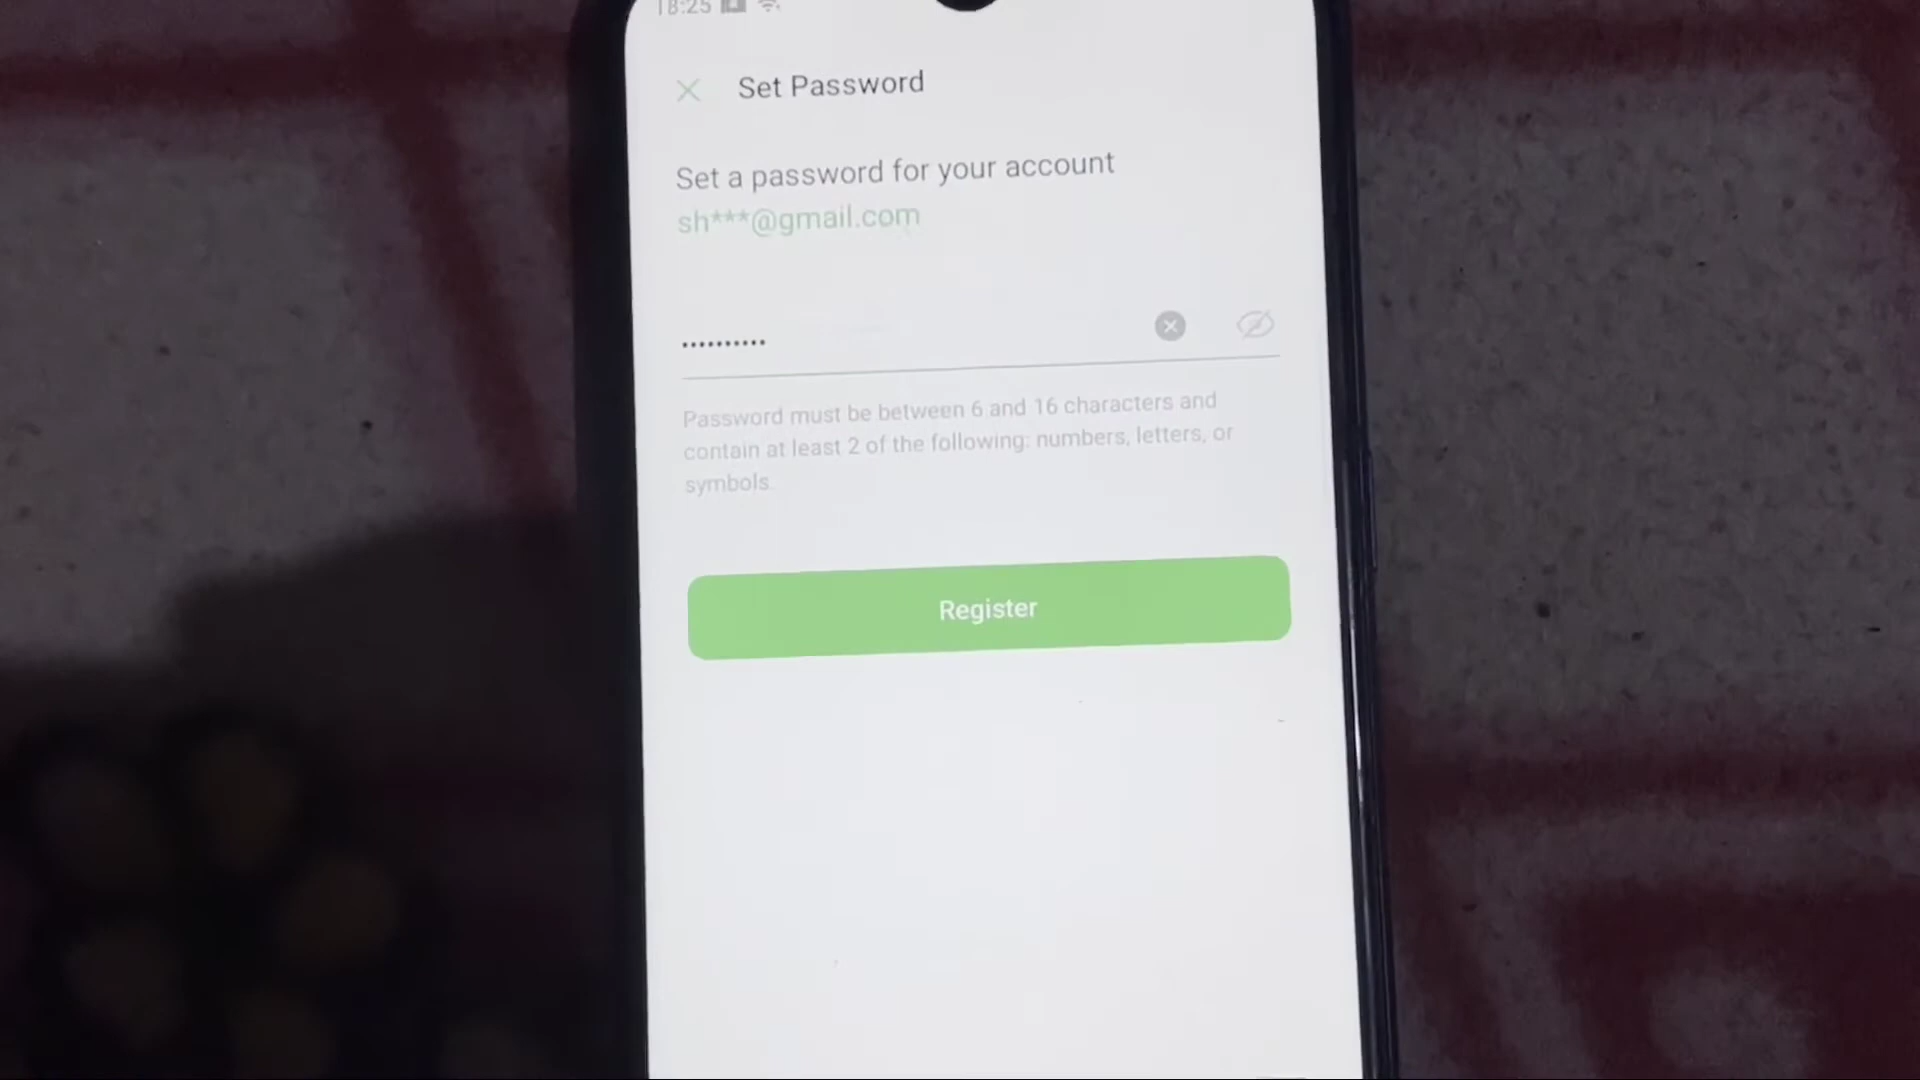 18:25
Set Password
Set a password for your account
sh***@gmail.com
••••••••••
Password must be between 6 and 16 characters and
contain at least 2 of the following: numbers, letters, or
symbols.
Register